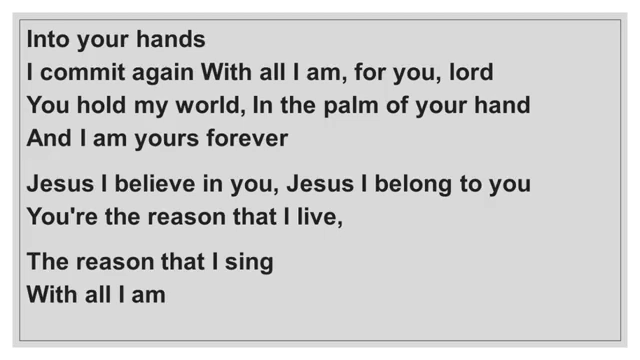 Into your hands
I commit again With all I am, for you, lord
You hold my world, In the palm of your hand
And I am yours forever
Jesus I believe in you, Jesus I belong to you
You're the reason that I live,
The reason that I sing
With all I am